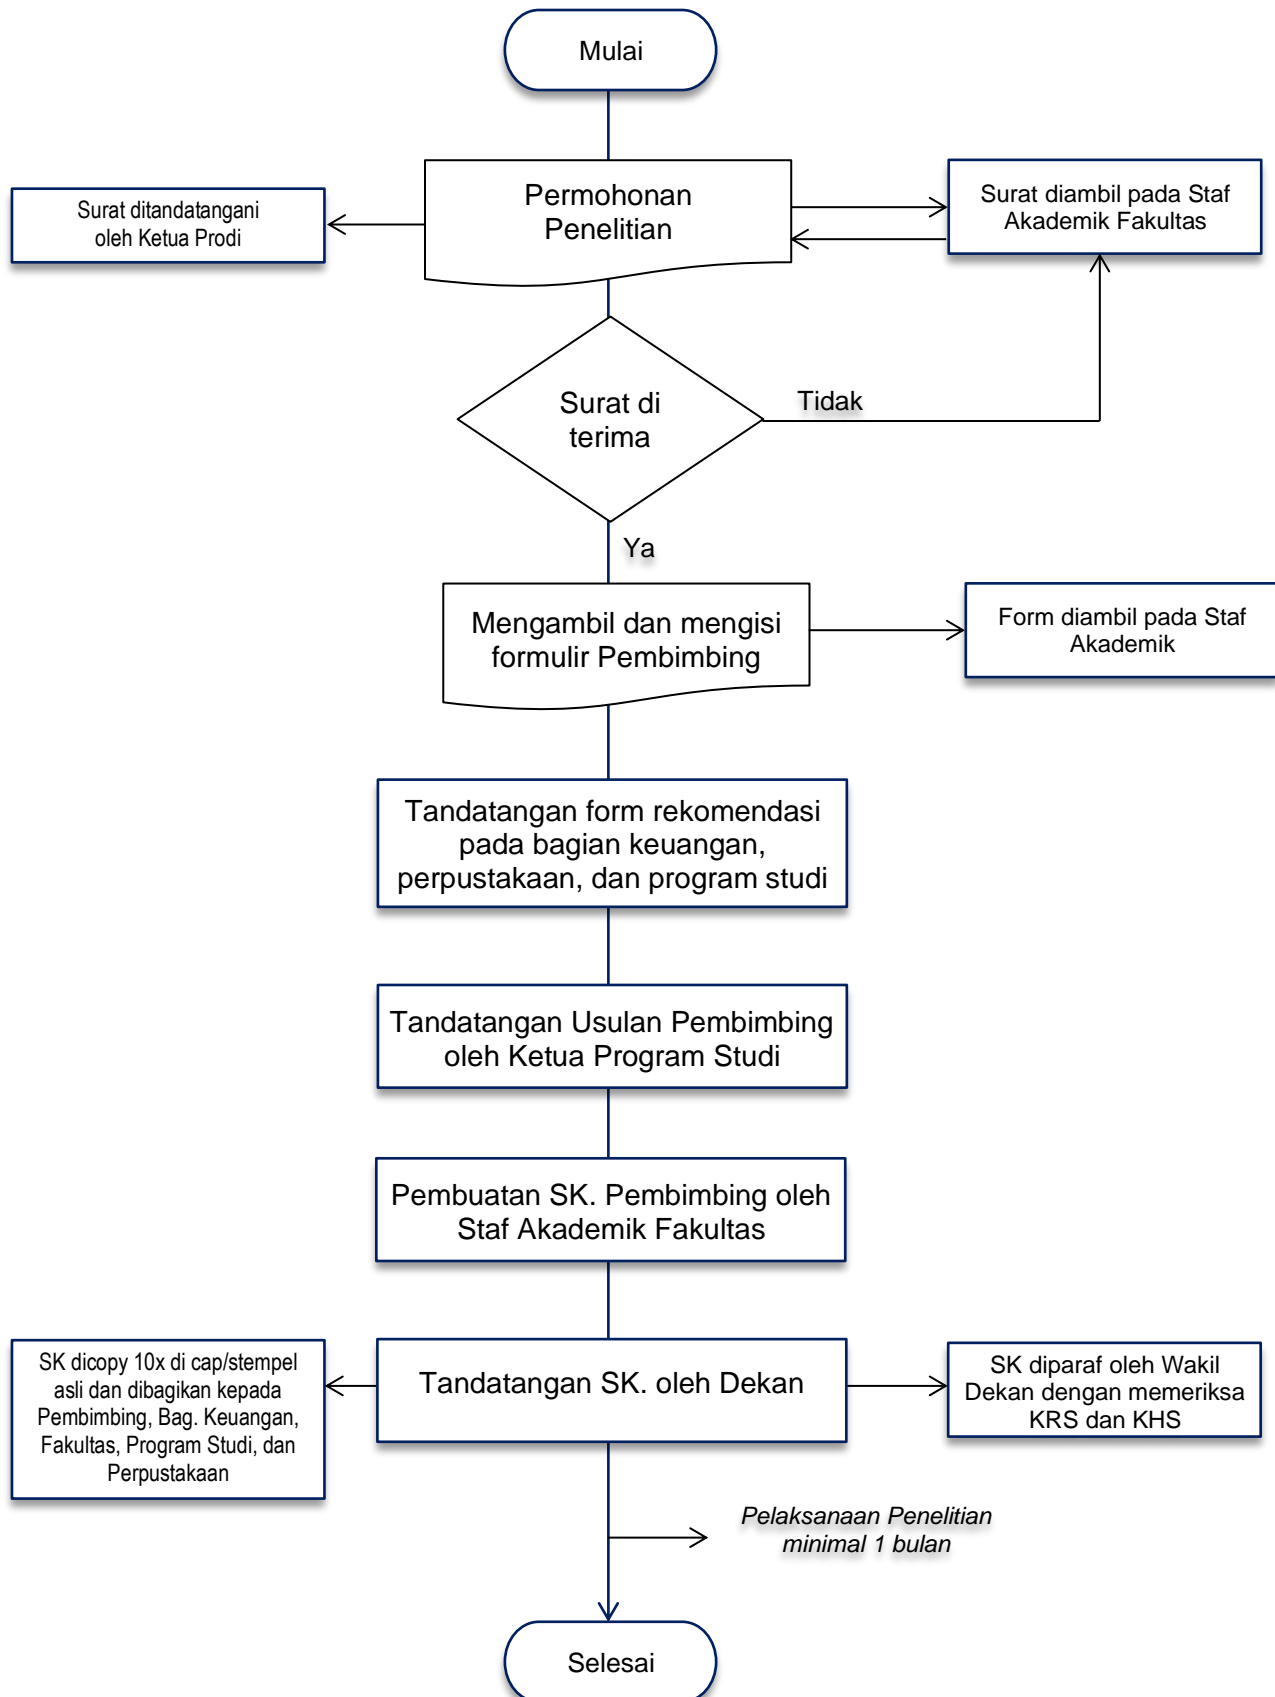 Mulai
Permohonan
Penelitian
Surat ditandatangani
oleh Ketua Prodi
Surat diambil pada Staf
Akademik Fakultas
Surat di
terima
Tidak
Ya
Mengambil dan mengisi
formulir Pembimbing
Form diambil pada Staf
Akademik
Tandatangan form rekomendasi
pada bagian keuangan,
perpustakaan, dan program studi
Tandatangan Usulan Pembimbing
oleh Ketua Program Studi
Pembuatan SK. Pembimbing oleh
Staf Akademik Fakultas
SK dicopy 10x di cap/stempel
asli dan dibagikan kepada
Pembimbing, Bag. Keuangan,
Fakultas, Program Studi, dan
Perpustakaan
Tandatangan SK. oleh Dekan
SK diparaf oleh Wakil
Dekan dengan memeriksa
KRS dan KHS
Pelaksanaan Penelitian
minimal 1 bulan
Selesai